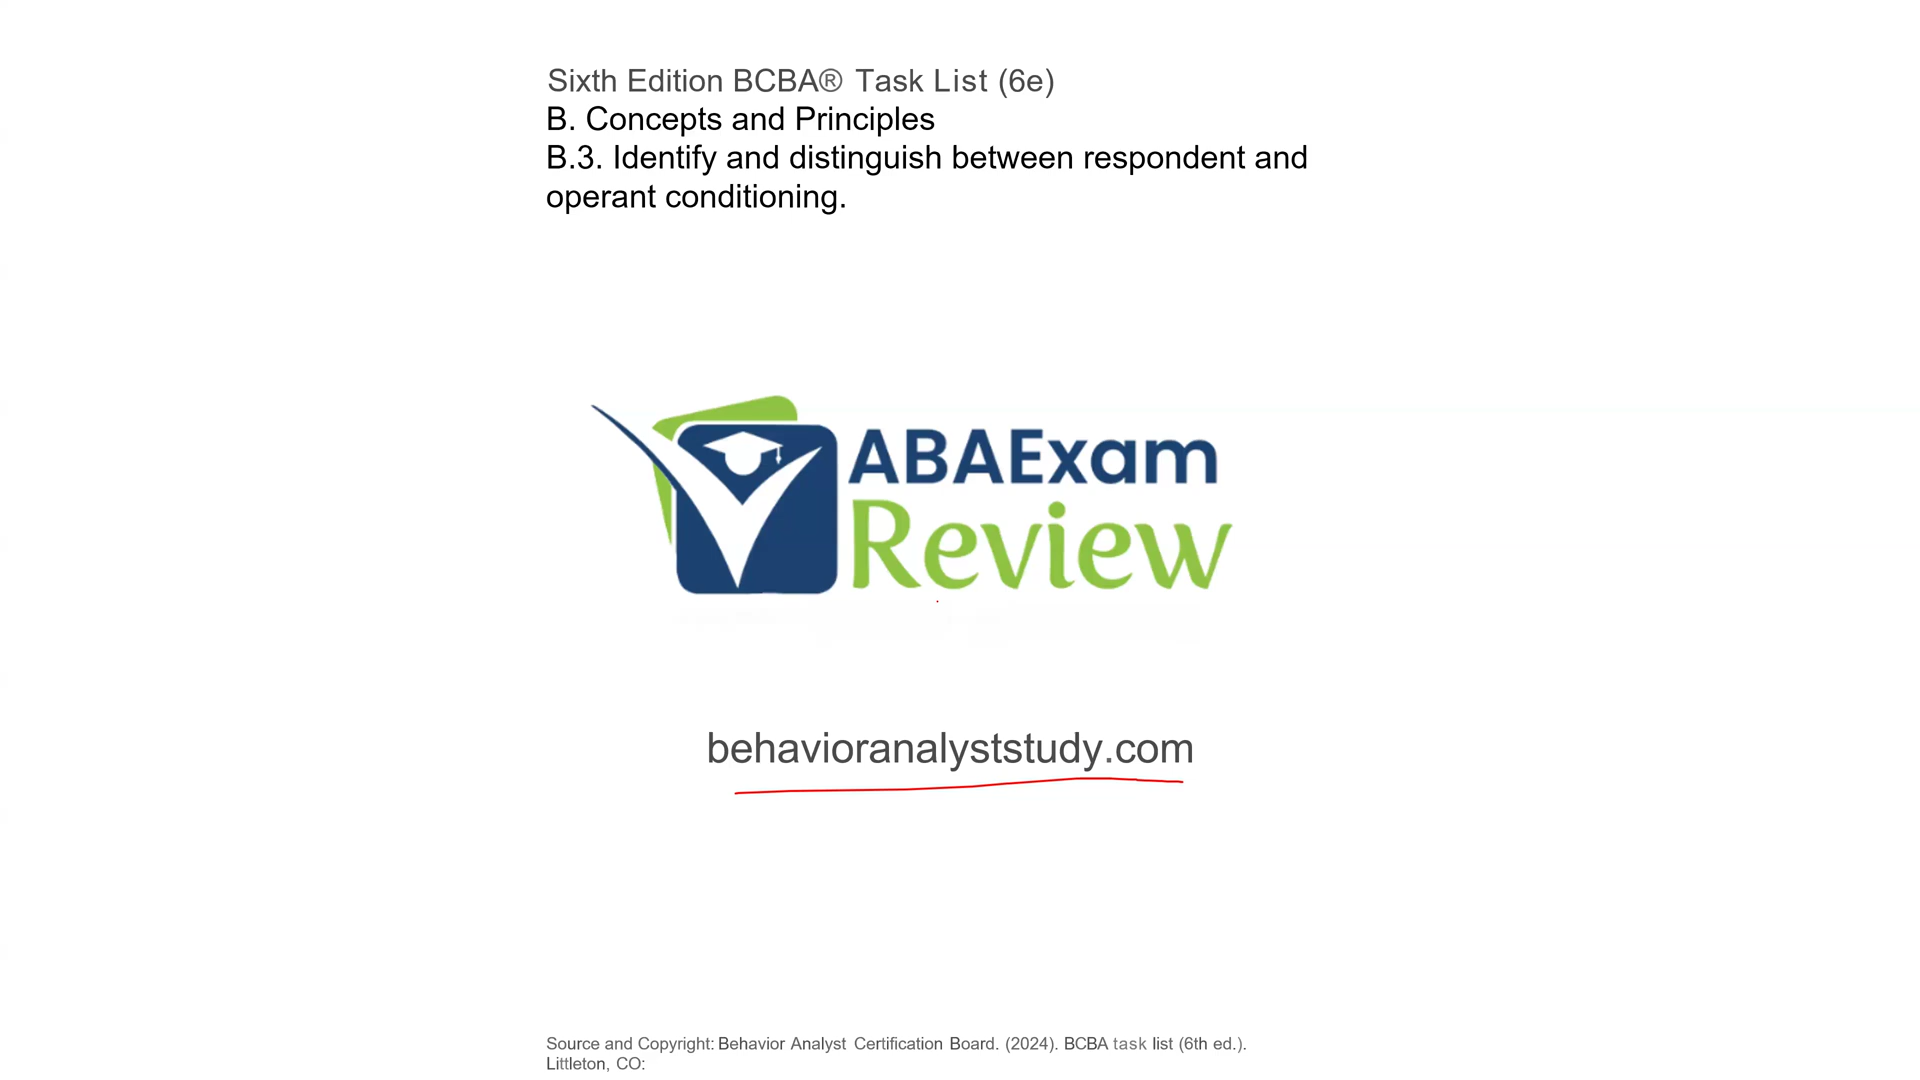 Sixth Edition BCBA® Task List (6e)
B. Concepts and Principles
B.3. Identify and distinguish between respondent and
operant conditioning.
ABAExam
Review
behavioranalyststudy.com
Source and Copyright: Behavior Analyst Certification Board. (2024). BCBA task list (6th ed.).
Littleton, CO: